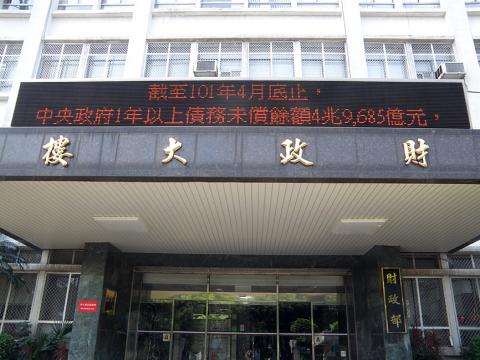 截至101年4月底止，
中央政府1年以上債務未償餘額4兆9,685億元，
樓大政財
財政部